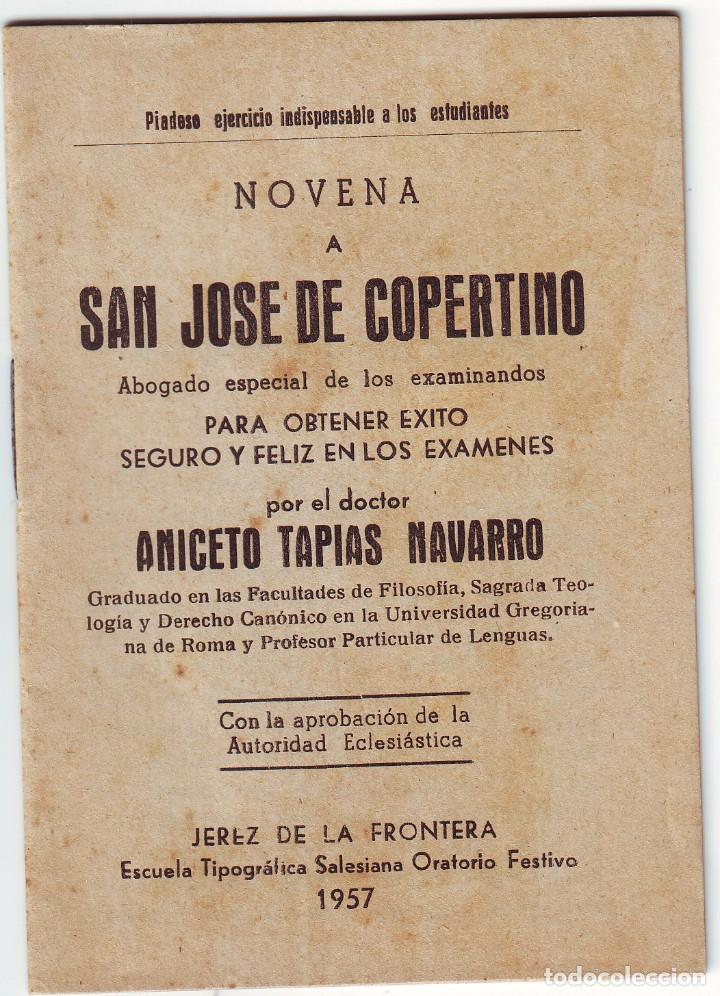 Piadoso ejercicio indispensable a los estudiantes
NOVENA
A
SAN JOSE DE COPERTINO
Abogado especial de los examinandos
PARA OBTENER EXITO
SEGURO Y FELIZ EN LOS EXAMENES
por el doctor
ANICETO TAPIAS NAVARRO
Graduado en las Facultades de Filosofía, Sagrada Teo-
logía y Derecho Canónico en la Universidad Gregoria-
na de Roma y Profesor Particular de Lenguas.
Con la aprobación de la
Autoridad Eclesiástica
JEREZ DE LA FRONTERA
Escuela Tipográfica Salesiana Oratorio Festivo
1957
todocoleccion